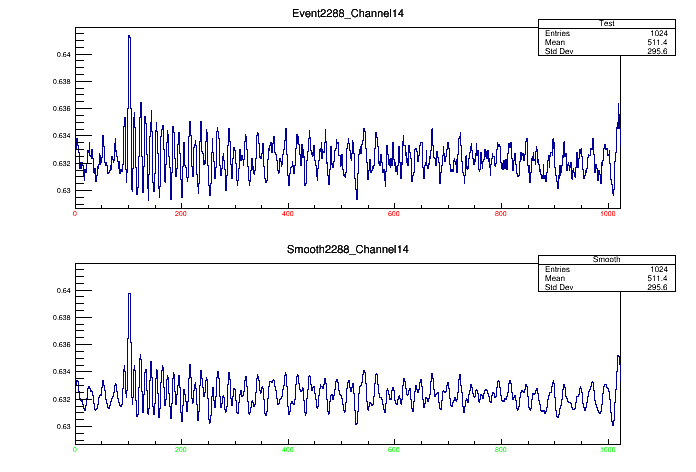 Event2288_Channel14
Test
Entries 1024
Mean 511.4
Std Dev 295.6
0.64
0.638
0.636
0.634
0.632
0.63
0 200 400 600 800 1000
Smooth2288_Channel14
Smooth
Entries 1024
Mean 511.4
Std Dev 295.6
0.64
0.638
0.636
0.634
0.632
0.63
0 200 400 600 800 1000